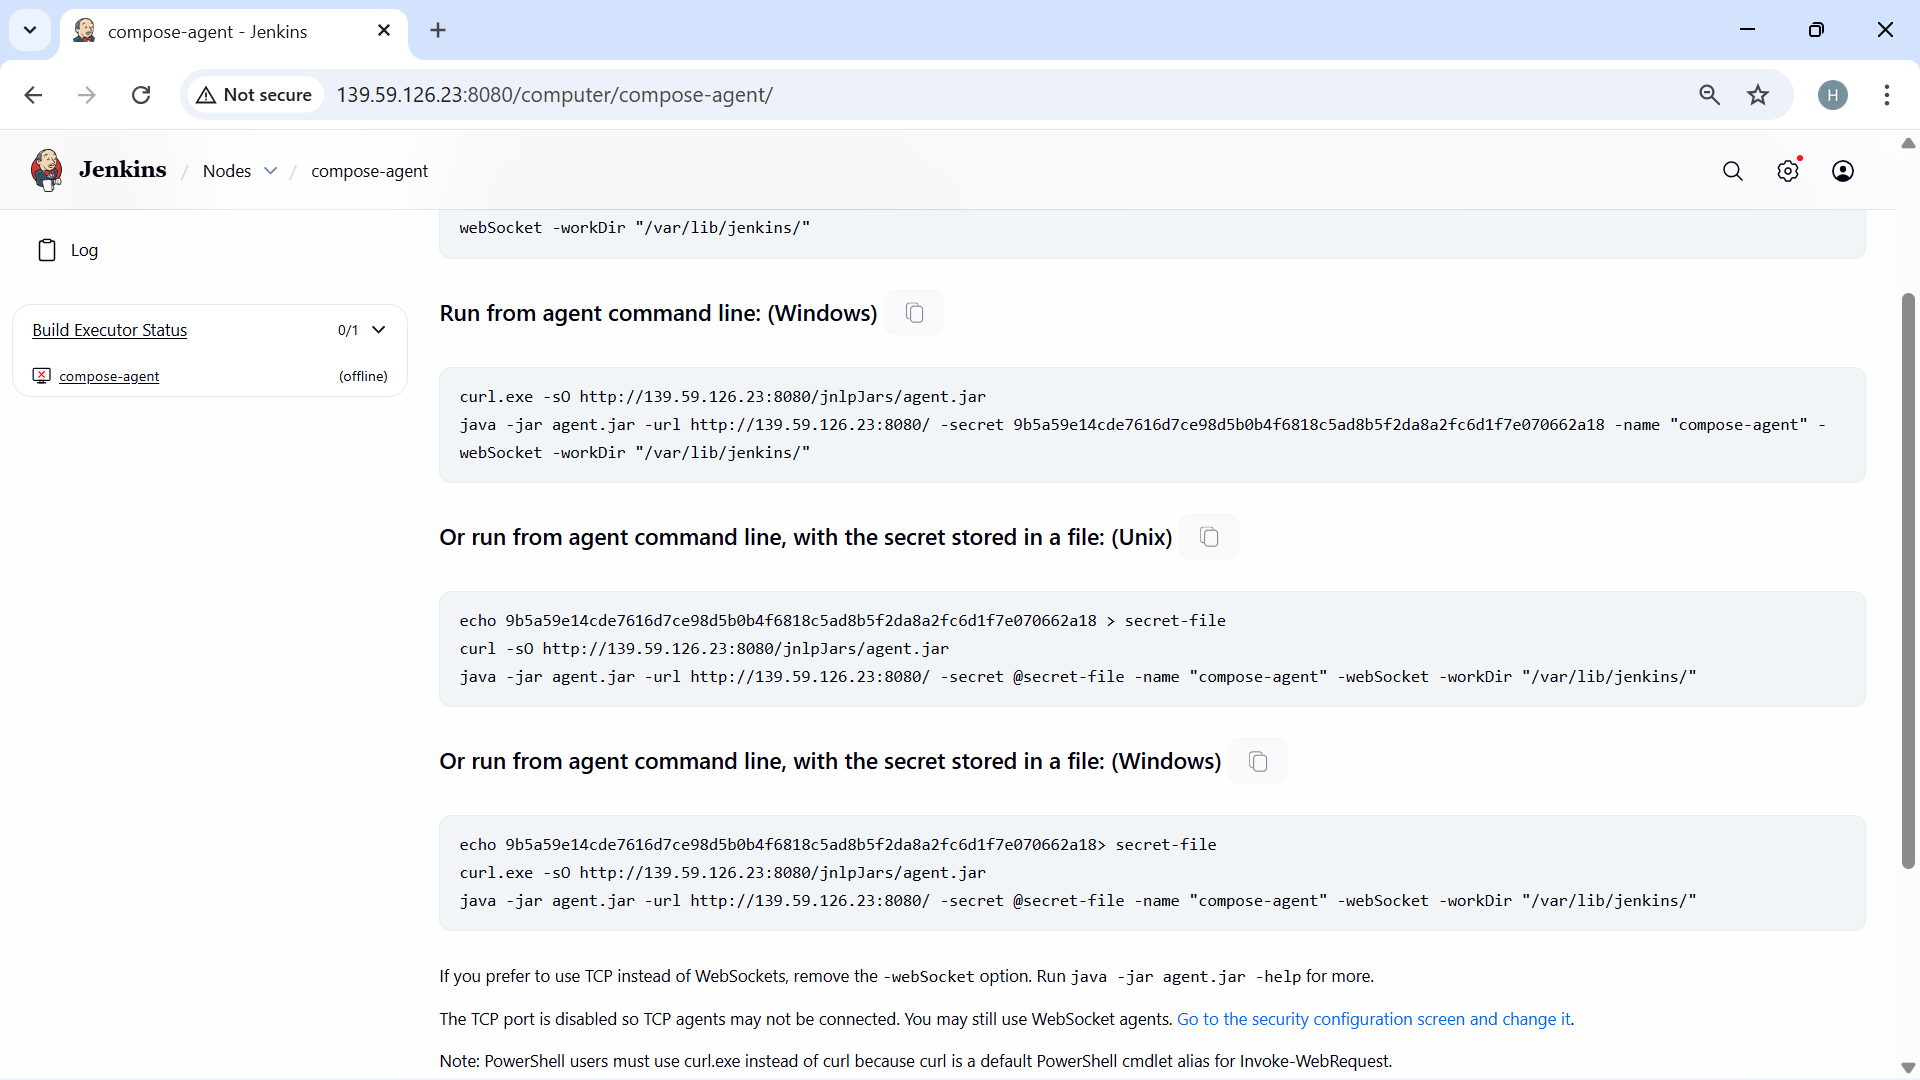 compose-agent - Jenkins
Not secure
139.59.126.23:8080/computer/compose-agent/
H
Jenkins / Nodes / compose-agent
Log
Build Executor Status 0/1
compose-agent (offline)
webSocket -workDir "/var/lib/jenkins/"
Run from agent command line: (Windows)
curl.exe -sO http://139.59.126.23:8080/jnlpJars/agent.jar
java -jar agent.jar -url http://139.59.126.23:8080/ -secret 9b5a59e14cde7616d7ce98d5b0b4f6818c5ad8b5f2da8a2fc6d1f7e070662a18 -name "compose-agent" -
webSocket -workDir "/var/lib/jenkins/"
Or run from agent command line, with the secret stored in a file: (Unix)
echo 9b5a59e14cde7616d7ce98d5b0b4f6818c5ad8b5f2da8a2fc6d1f7e070662a18 > secret-file
curl -sO http://139.59.126.23:8080/jnlpJars/agent.jar
java -jar agent.jar -url http://139.59.126.23:8080/ -secret @secret-file -name "compose-agent" -webSocket -workDir "/var/lib/jenkins/"
Or run from agent command line, with the secret stored in a file: (Windows)
echo 9b5a59e14cde7616d7ce98d5b0b4f6818c5ad8b5f2da8a2fc6d1f7e070662a18> secret-file
curl.exe -sO http://139.59.126.23:8080/jnlpJars/agent.jar
java -jar agent.jar -url http://139.59.126.23:8080/ -secret @secret-file -name "compose-agent" -webSocket -workDir "/var/lib/jenkins/"
If you prefer to use TCP instead of WebSockets, remove the -webSocket option. Run java -jar agent.jar -help for more.
The TCP port is disabled so TCP agents may not be connected. You may still use WebSocket agents. Go to the security configuration screen and change it.
Note: PowerShell users must use curl.exe instead of curl because curl is a default PowerShell cmdlet alias for Invoke-WebRequest.